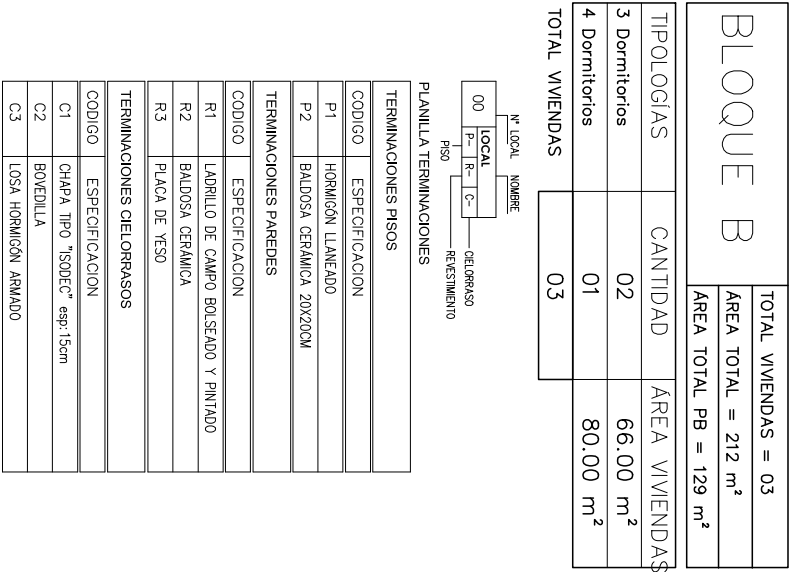 BLOQUE B
TOTAL VIVIENDAS = 03
ÁREA TOTAL = 212 m²
ÁREA TOTAL PB = 129 m²
TIPOLOGÍAS CANTIDAD ÁREA VIVIENDAS
3 Dormitorios 02 66.00 m²
4 Dormitorios 01 80.00 m²
TOTAL VIVIENDAS 03
N° LOCAL NOMBRE
00 LOCAL
P- R- C-
CIELORRASO
PISO REVESTIMIENTO
PLANILLA TERMINACIONES
TERMINACIONES PISOS
CODIGO ESPECIFICACION
P1 HORMIGÓN LLANEADO
P2 BALDOSA CERÁMICA 20X20CM
TERMINACIONES PAREDES
CODIGO ESPECIFICACION
R1 LADRILLO DE CAMPO BOLSEADO Y PINTADO
R2 BALDOSA CERÁMICA
R3 PLACA DE YESO
TERMINACIONES CIELORRASOS
CODIGO ESPECIFICACION
C1 CHAPA TIPO "ISODEC" esp:15cm
C2 BOVEDILLA
C3 LOSA HORMIGÓN ARMADO